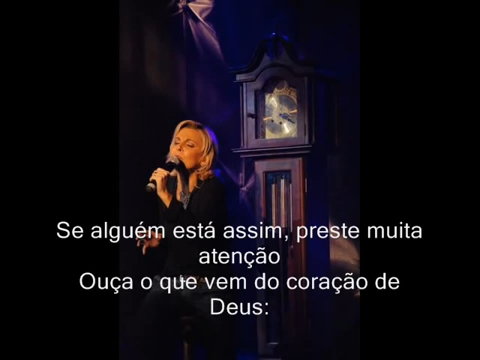 Se alguém está assim, preste muita
atenção
Ouça o que vem do coração de
Deus: